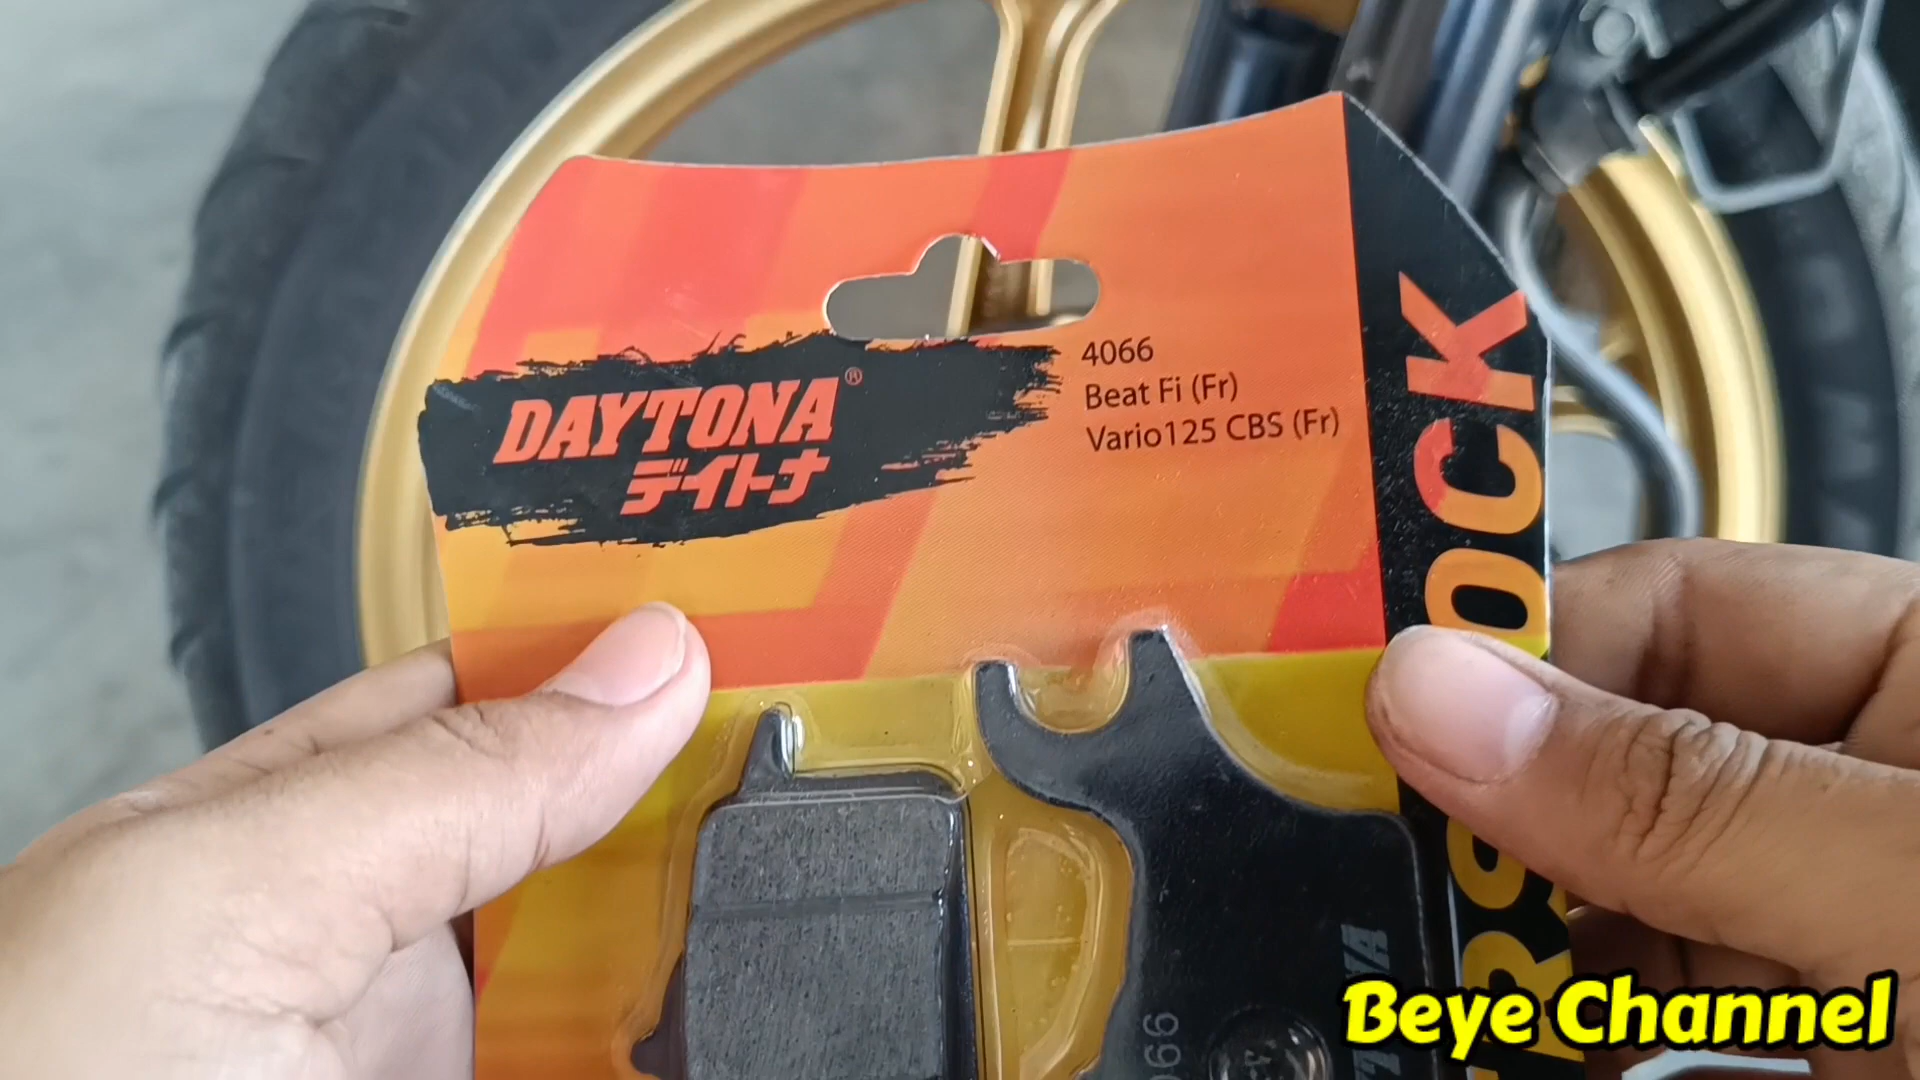 DAYTONA®
デイトナ
4066
Beat Fi (Fr)
Vario125 CBS (Fr)
Beye Channel